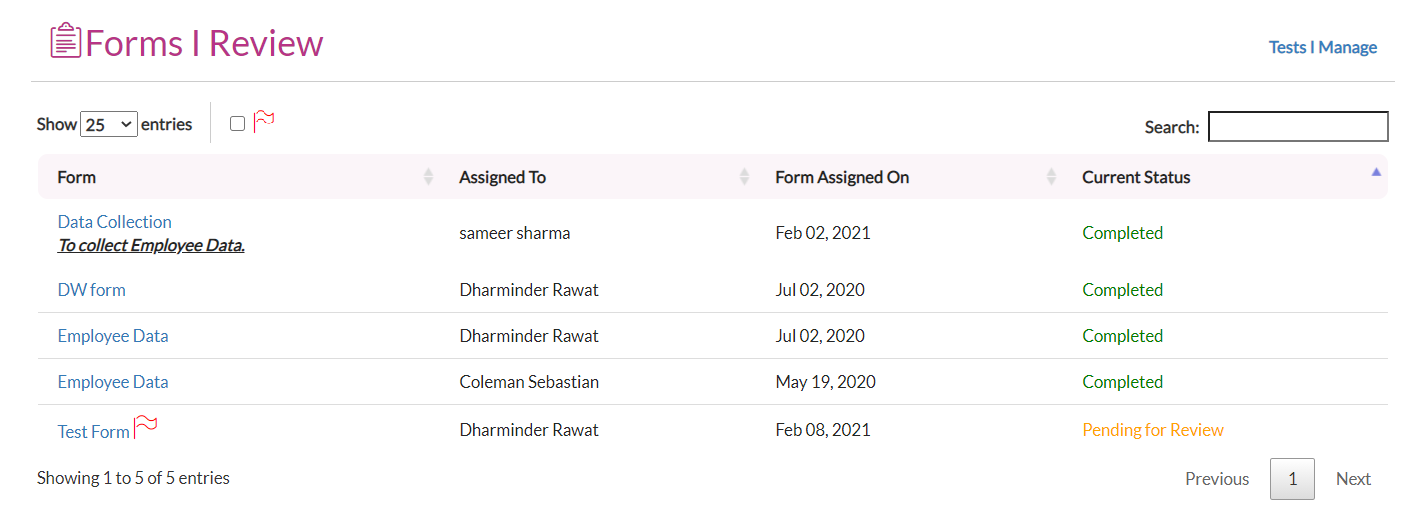 Forms I Review
Tests I Manage
Show 25 entries
Search:
Form Assigned To Form Assigned On Current Status
Data Collection
To collect Employee Data.
sameer sharma Feb 02, 2021 Completed
DW form Dharminder Rawat Jul 02, 2020 Completed
Employee Data Dharminder Rawat Jul 02, 2020 Completed
Employee Data Coleman Sebastian May 19, 2020 Completed
Test Form Dharminder Rawat Feb 08, 2021 Pending for Review
Showing 1 to 5 of 5 entries
Previous 1 Next